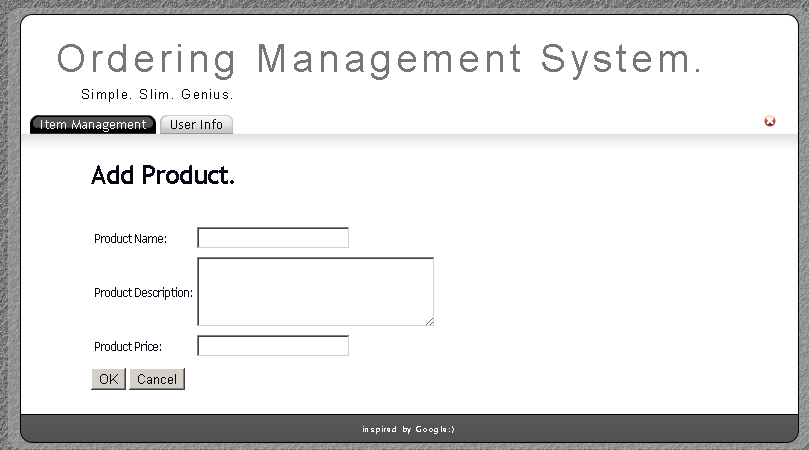 Ordering Management System.
Simple. Slim. Genius.
Item Management User Info
Add Product.
Product Name:
Product Description:
Product Price:
OK Cancel
inspired by Google:)